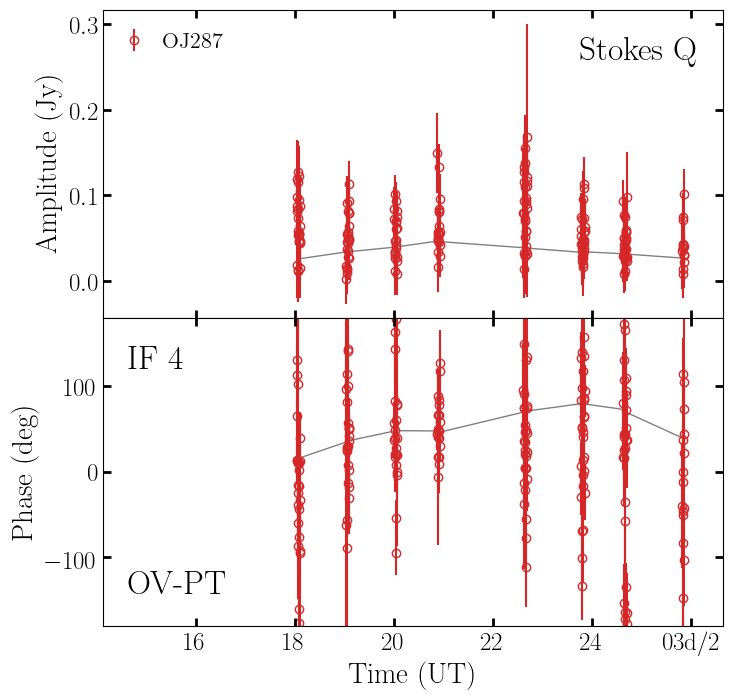 0.3
OJ287
Stokes Q
0.2
0.1
0.0
Amplitude (Jy)
IF 4
100
0
−100
Phase (deg)
OV-PT
16 18 20 22 24 03d/2
Time (UT)